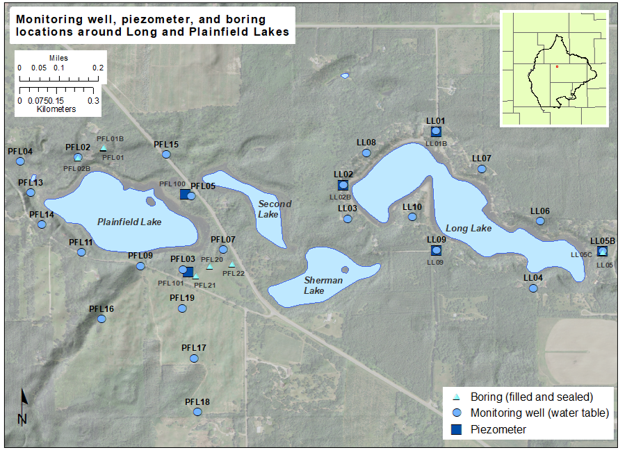 Monitoring well, piezometer, and boring
locations around Long and Plainfield Lakes
Miles
0 0.05 0.1 0.2
0 0.0750.15 0.3
Kilometers
LL01
LL01B
PFL01B
PFL02
PFL01
PFL02B
PFL15
PFL04
LL08
LL07
LL02
LL02B
PFL13
PFL100
PFL05
Second
Lake
LL03
LL10
LL06
PFL14
Plainfield Lake
Long Lake
PFL11
PFL09
PFL03
PFL07
PFL20
PFL22
PFL101
PFL21
LL09
LL09
LL05B
LL05C
LL05
Sherman
Lake
LL04
PFL19
PFL16
PFL17
PFL18
N
Boring (filled and sealed)
Monitoring well (water table)
Piezometer